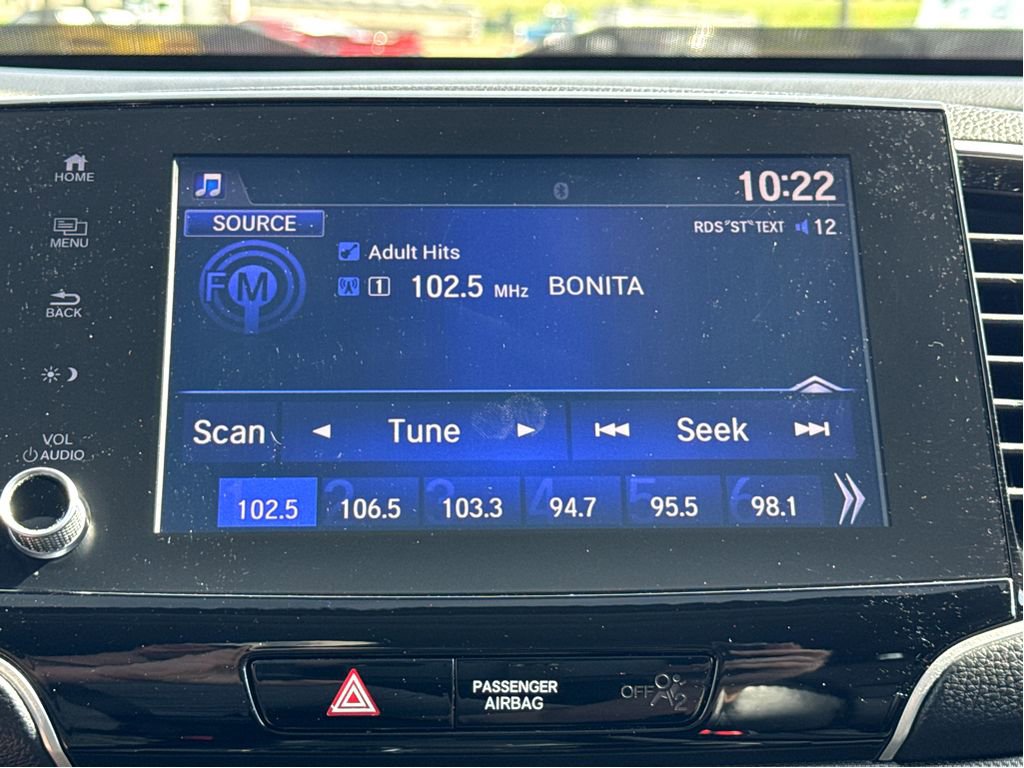 HOME
MENU
BACK
VOL
AUDIO
10:22
SOURCE
RDS "ST" TEXT 12
FM
Adult Hits
1 102.5 MHz BONITA
Scan Tune Seek
1 102.5 2 106.5 3 103.3 4 94.7 5 95.5 6 98.1
PASSENGER
AIRBAG
OFF 2